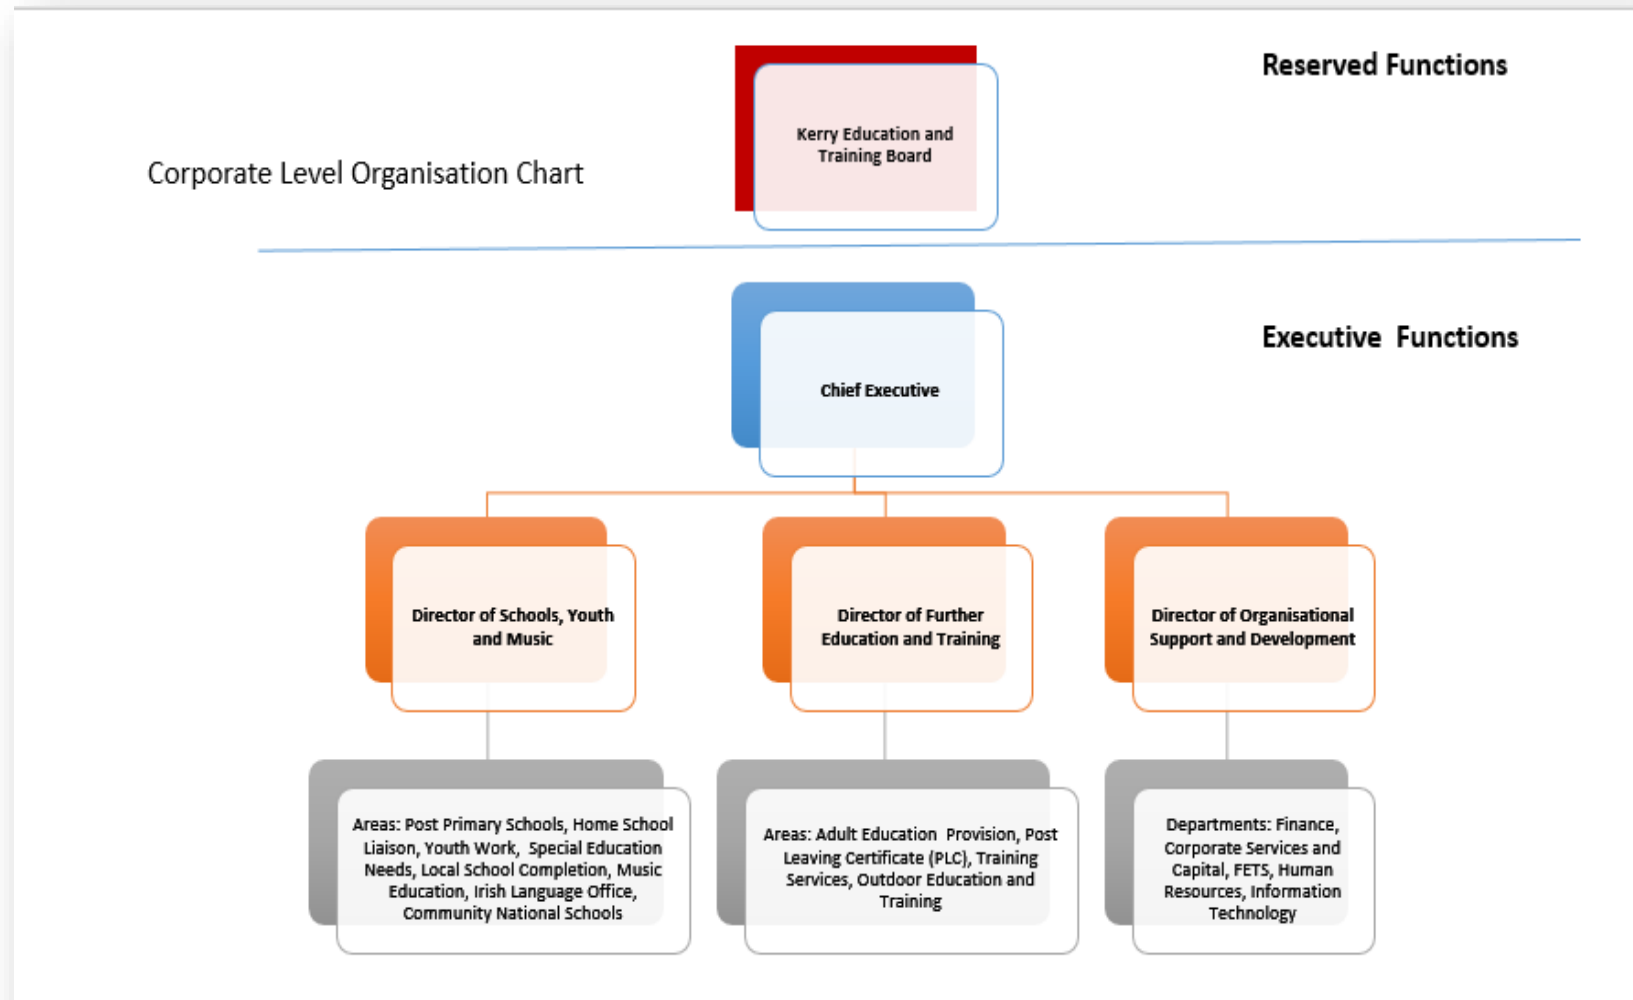 Reserved Functions
Kerry Education and
Training Board
Corporate Level Organisation Chart
Executive Functions
Chief Executive
Director of Schools, Youth
and Music
Director of Further
Education and Training
Director of Organisational
Support and Development
Areas: Post Primary Schools, Home School
Liaison, Youth Work, Special Education
Needs, Local School Completion, Music
Education, Irish Language Office,
Community National Schools
Areas: Adult Education Provision, Post
Leaving Certificate (PLC), Training
Services, Outdoor Education and
Training
Departments: Finance,
Corporate Services and
Capital, FETS, Human
Resources, Information
Technology